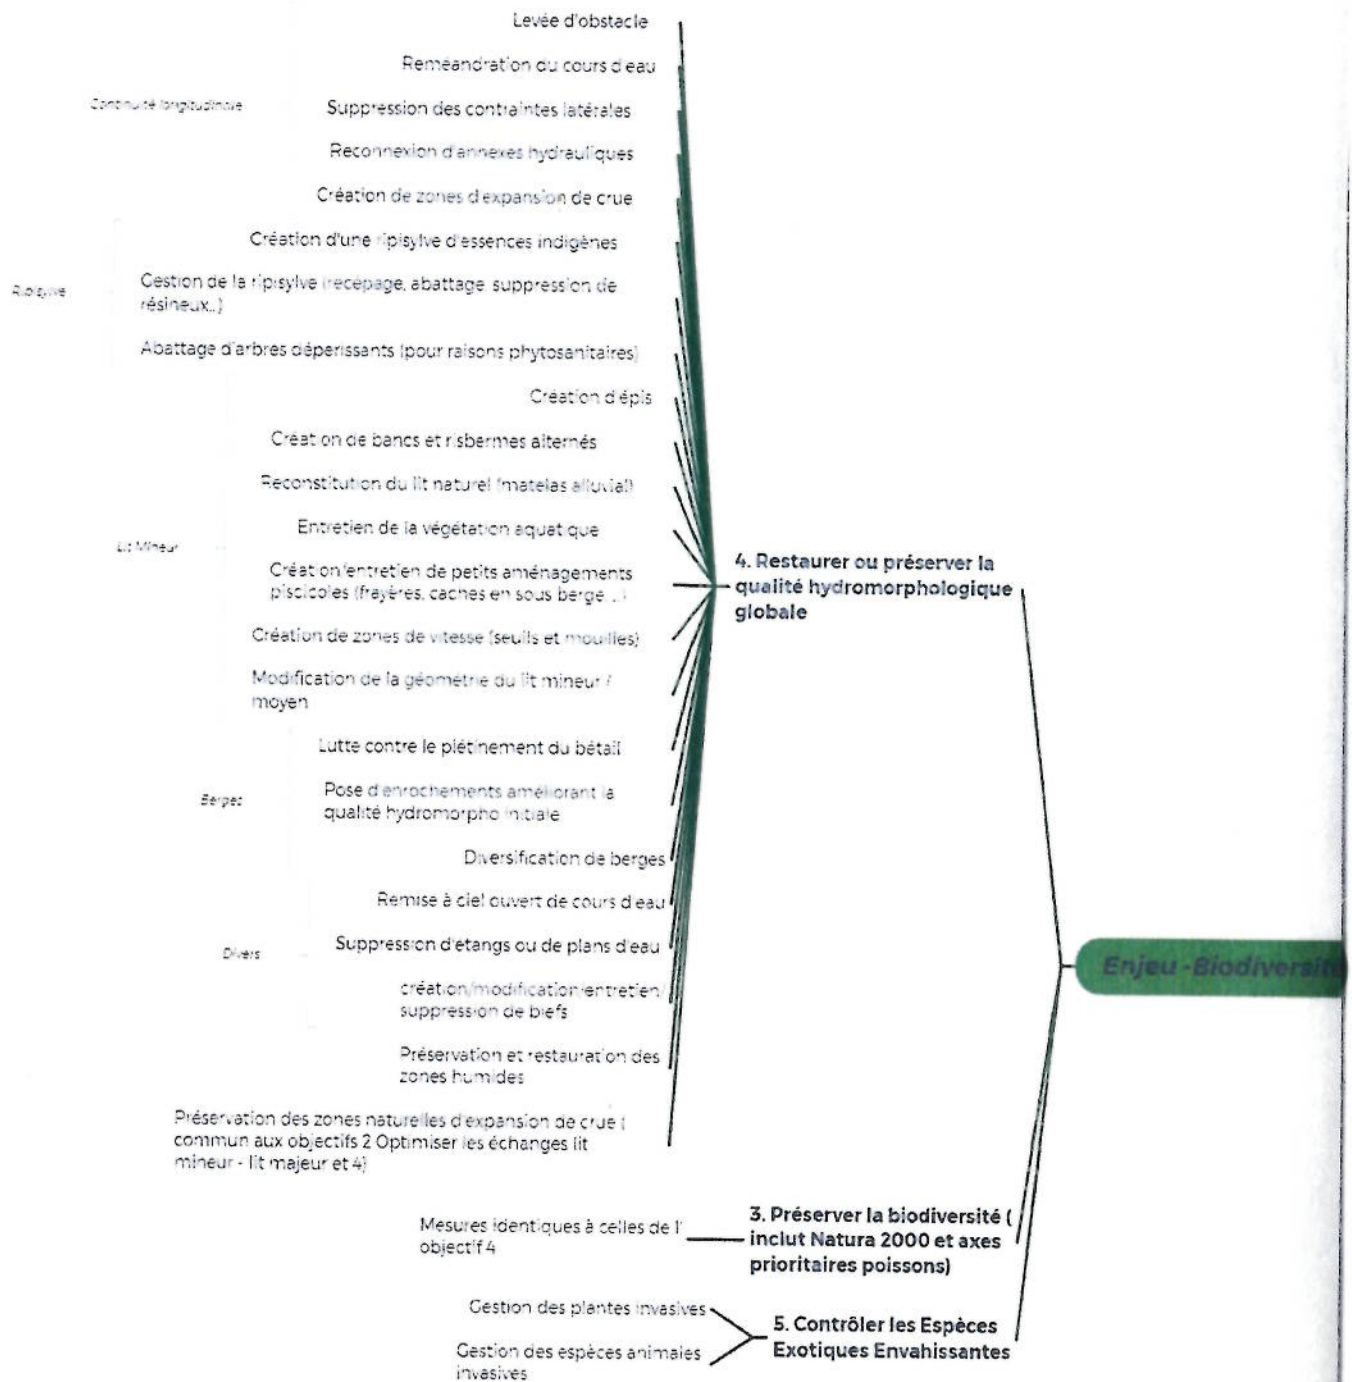 Levée d'obstacle
Reméandration du cours d'eau
Continuité longitudinale
Suppression des contraintes latérales
Reconnexion d'annexes hydrauliques
Création de zones d'expansion de crue
Création d'une ripisylve d'essences indigènes
Ripisylve
Gestion de la ripisylve (recépage, abattage, suppression de
résineux..)
Abattage d'arbres dépérissants (pour raisons phytosanitaires)
Création d'épis
Création de bancs et risbermes alternés
Reconstitution du lit naturel (matelas alluvial)
Entretien de la végétation aquatique
Lit Mineur
Création/entretien de petits aménagements
piscicoles (frayères, caches en sous berge ...)
Création de zones de vitesse (seuils et mouilles)
Modification de la géométrie du lit mineur /
moyen
Lutte contre le piétinement du bétail
Berges
Pose d'enrochements améliorant la
qualité hydromorpho initiale
Diversification de berges
Remise à ciel ouvert de cours d'eau
Divers
Suppression d'etangs ou de plans d'eau
création/modification/entretien/
suppression de biefs
Préservation et restauration des
zones humides
Préservation des zones naturelles d'expansion de crue (
commun aux objectifs 2 Optimiser les échanges lit
mineur - lit majeur et 4)
4. Restaurer ou préserver la
qualité hydromorphologique
globale
Enjeu -Biodiversité
Mesures identiques à celles de l'
objectif 4
3. Préserver la biodiversité (
inclut Natura 2000 et axes
prioritaires poissons)
Gestion des plantes invasives
Gestion des espèces animales
invasives
5. Contrôler les Espèces
Exotiques Envahissantes